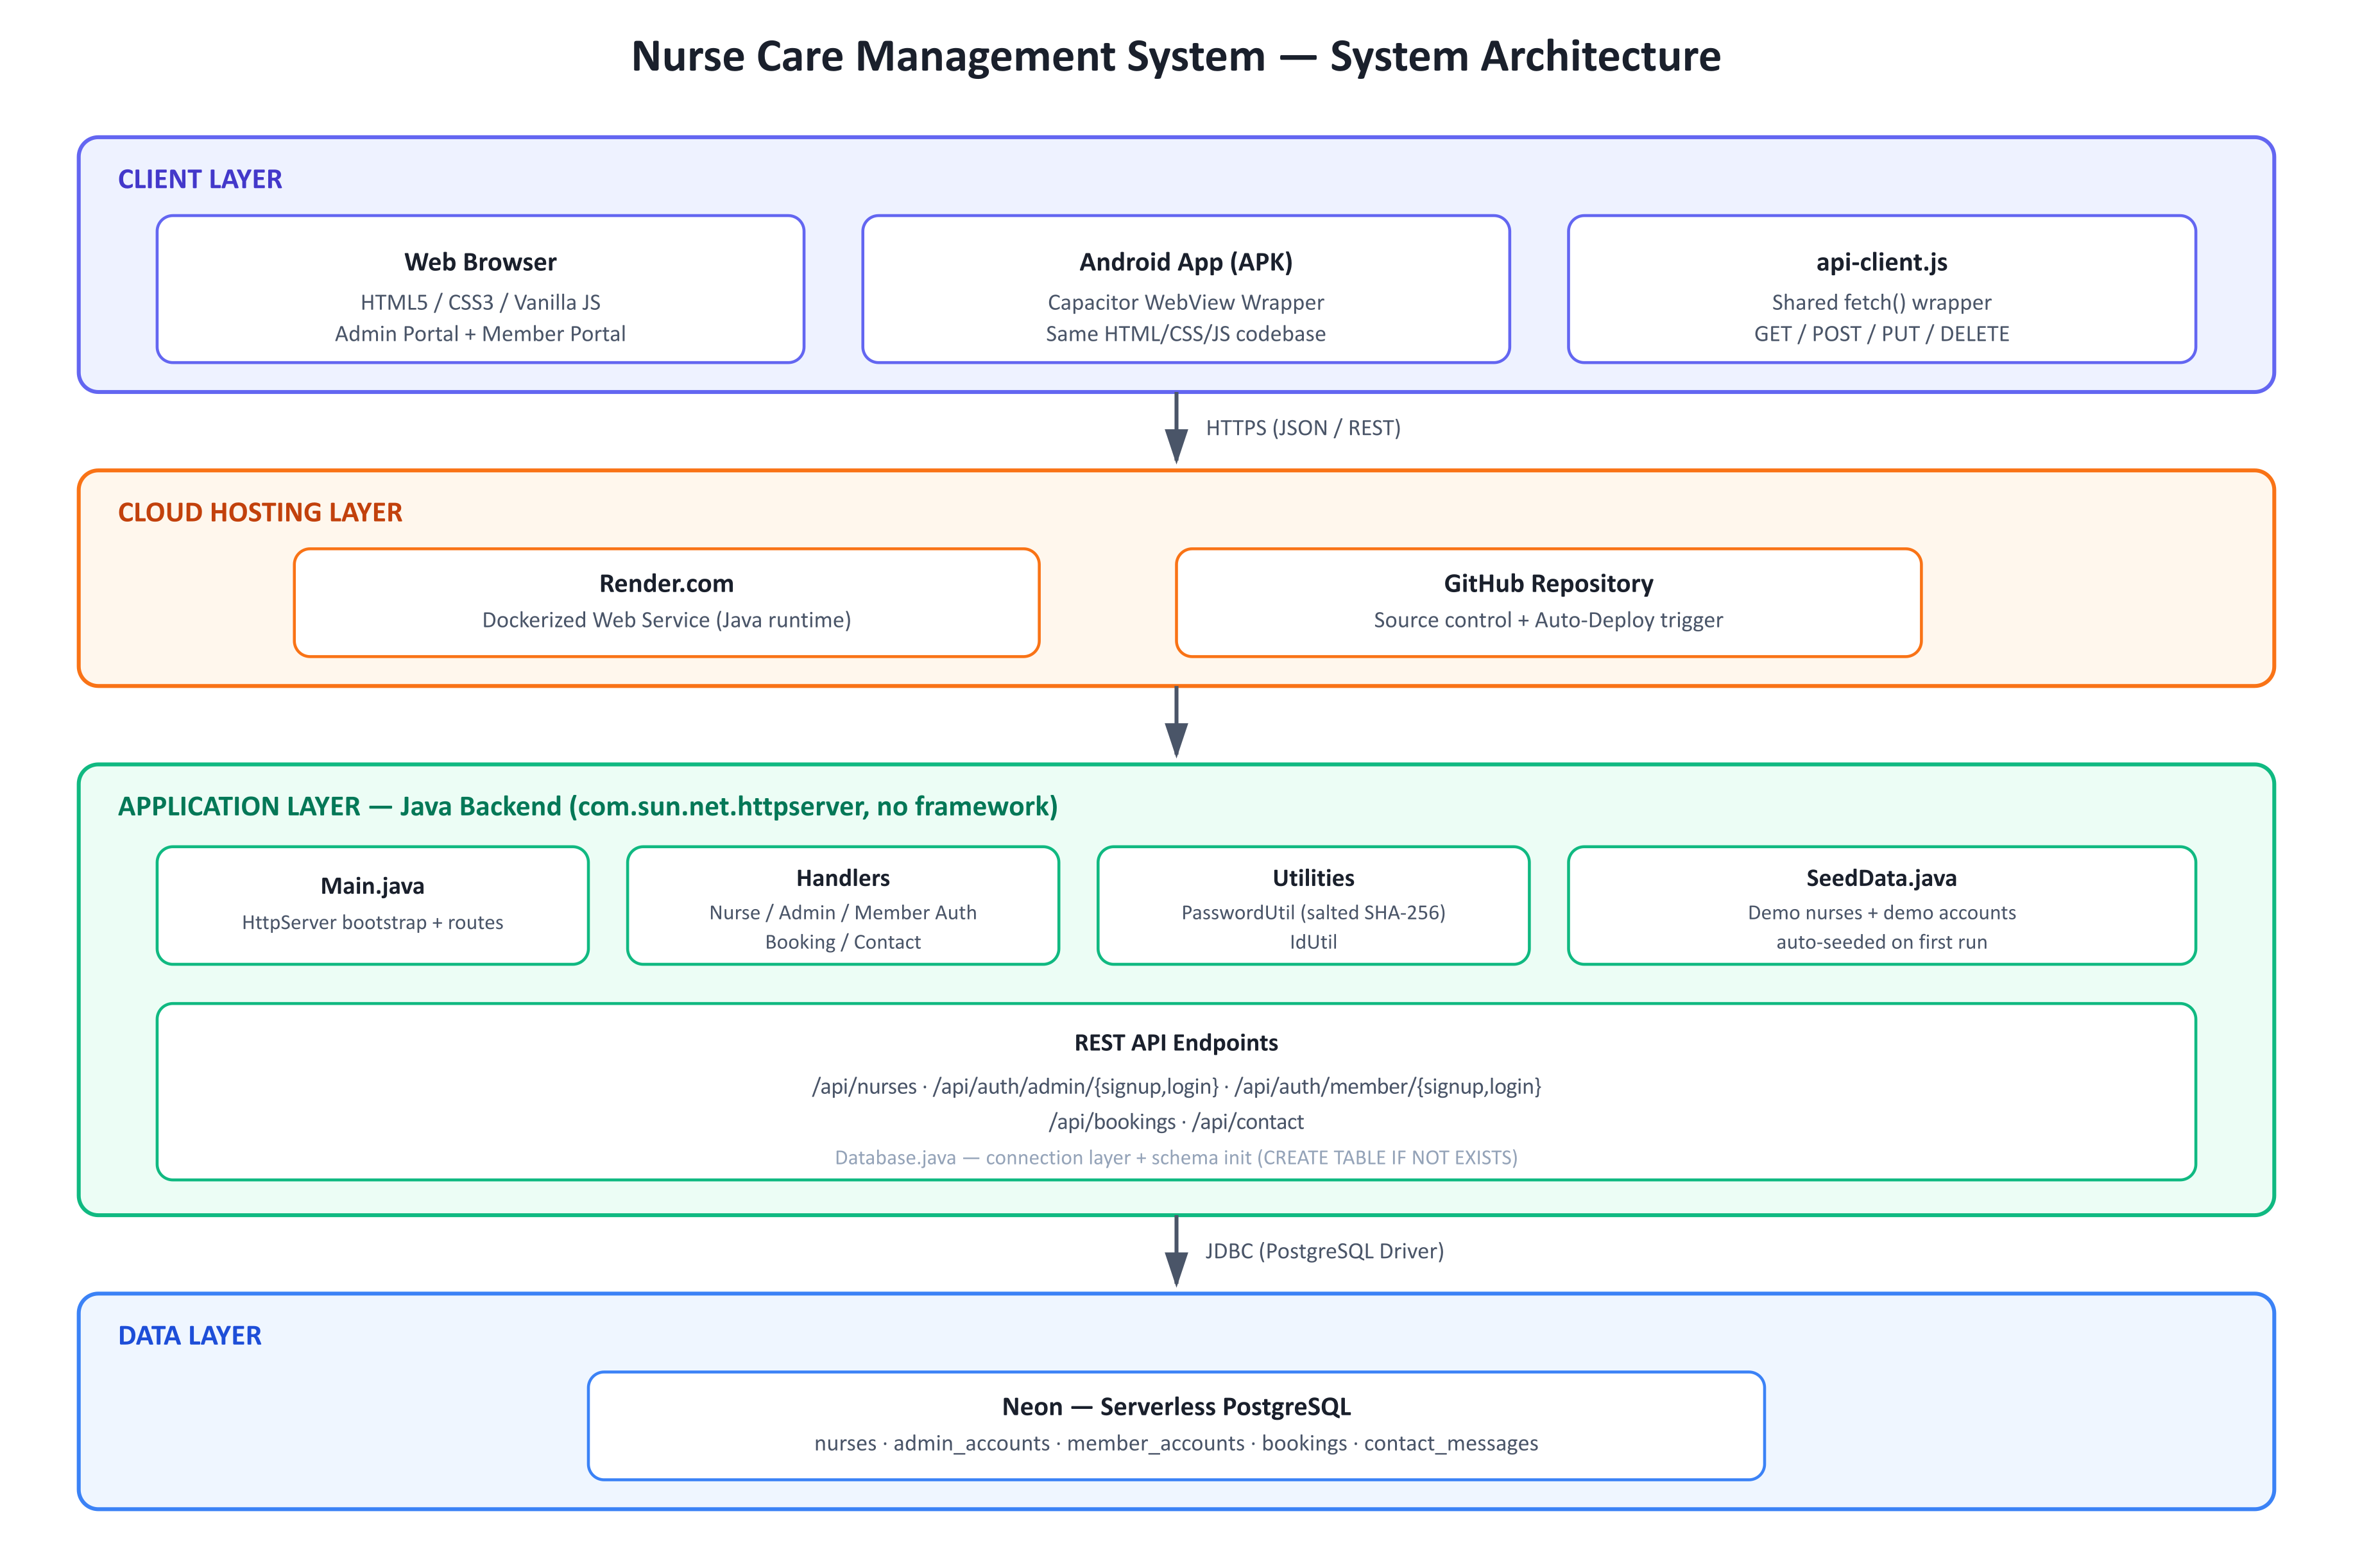 Nurse Care Management System — System Architecture
CLIENT LAYER
Web Browser
HTML5 / CSS3 / Vanilla JS
Admin Portal + Member Portal
Android App (APK)
Capacitor WebView Wrapper
Same HTML/CSS/JS codebase
api-client.js
Shared fetch() wrapper
GET / POST / PUT / DELETE
HTTPS (JSON / REST)
CLOUD HOSTING LAYER
Render.com
Dockerized Web Service (Java runtime)
GitHub Repository
Source control + Auto-Deploy trigger
APPLICATION LAYER — Java Backend (com.sun.net.httpserver, no framework)
Main.java
HttpServer bootstrap + routes
Handlers
Nurse / Admin / Member Auth
Booking / Contact
Utilities
PasswordUtil (salted SHA-256)
IdUtil
SeedData.java
Demo nurses + demo accounts
auto-seeded on first run
REST API Endpoints
/api/nurses · /api/auth/admin/{signup,login} · /api/auth/member/{signup,login}
/api/bookings · /api/contact
Database.java — connection layer + schema init (CREATE TABLE IF NOT EXISTS)
JDBC (PostgreSQL Driver)
DATA LAYER
Neon — Serverless PostgreSQL
nurses · admin_accounts · member_accounts · bookings · contact_messages